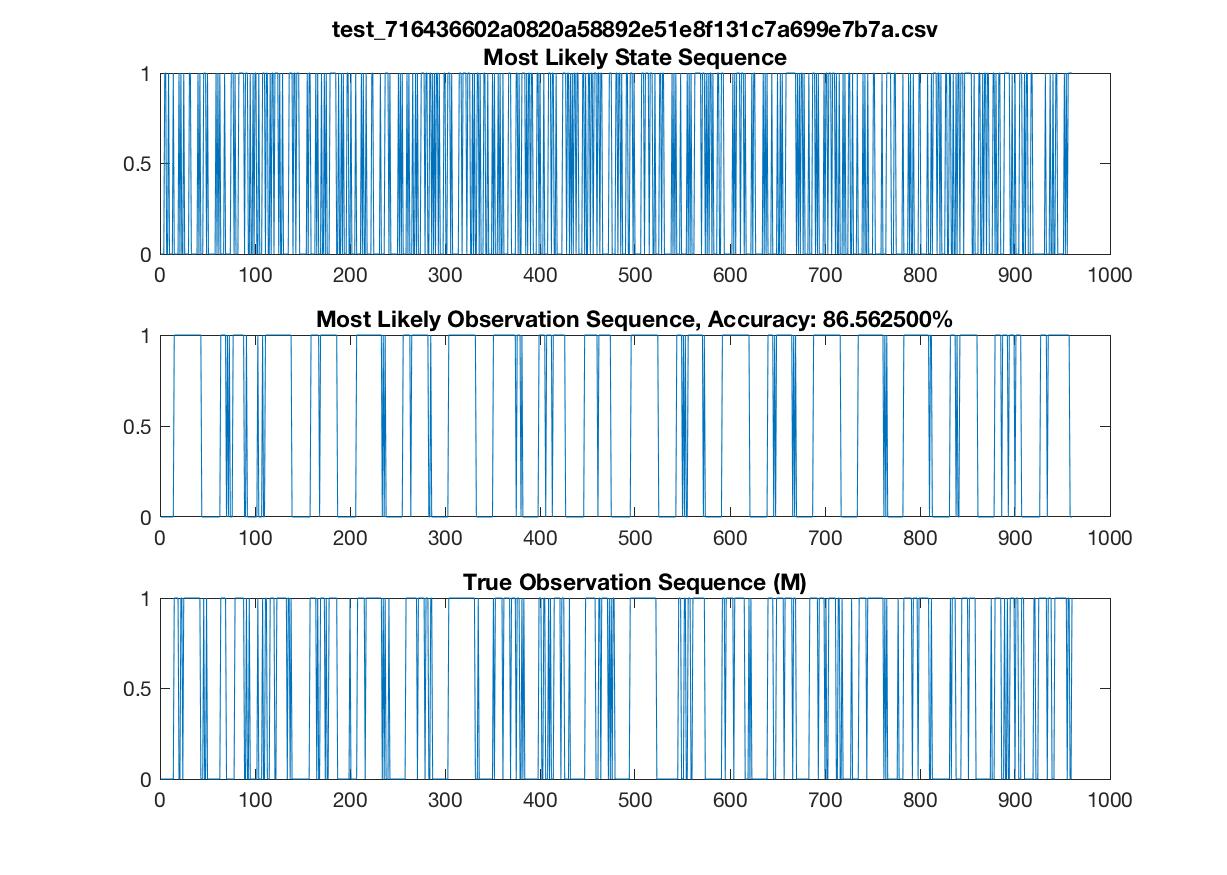 test_716436602a0820a58892e51e8f131c7a699e7b7a.csv
Most Likely State Sequence
1
0.5
0
0 100 200 300 400 500 600 700 800 900 1000
Most Likely Observation Sequence, Accuracy: 86.562500%
1
0.5
0
0 100 200 300 400 500 600 700 800 900 1000
True Observation Sequence (M)
1
0.5
0
0 100 200 300 400 500 600 700 800 900 1000